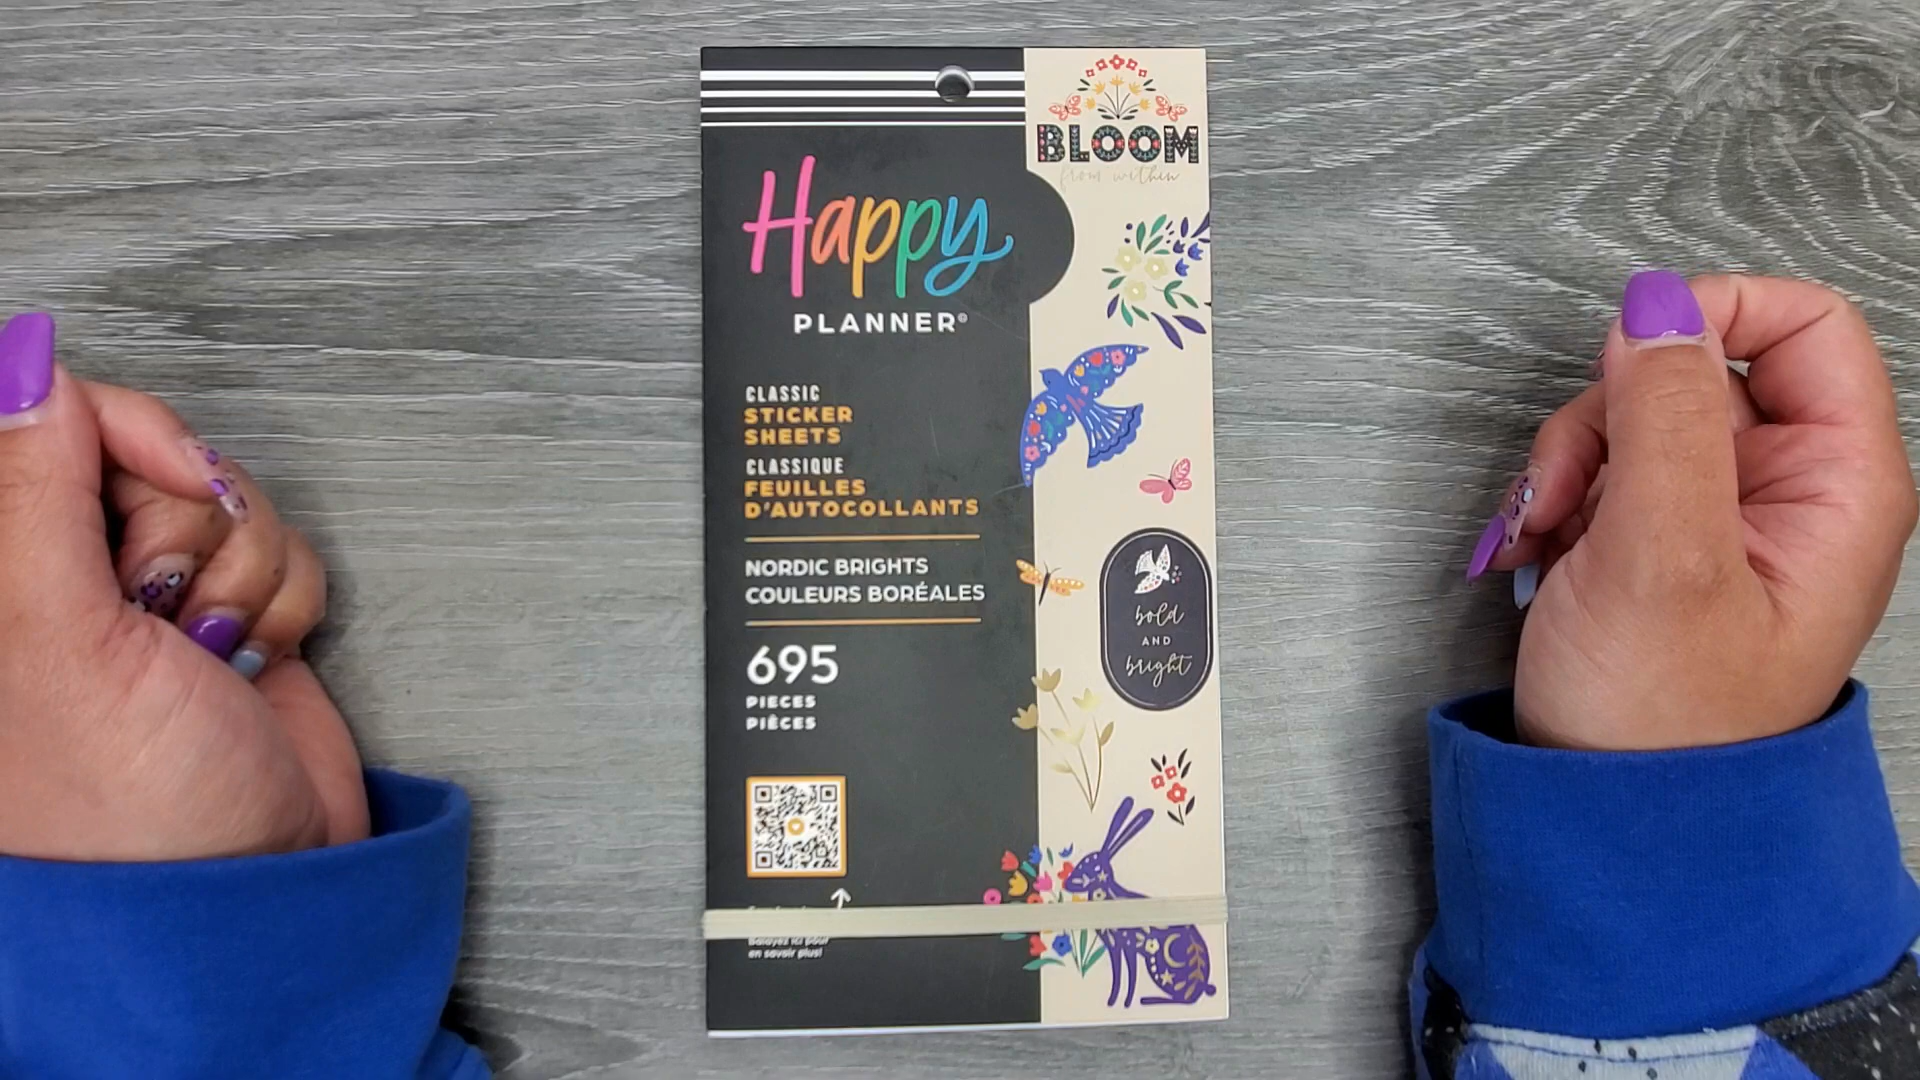 Happy
PLANNER®
CLASSIC
STICKER
SHEETS
CLASSIQUE
FEUILLES
D'AUTOCOLLANTS
NORDIC BRIGHTS
COULEURS BORÉALES
695
PIECES
PIÈCES
Balayez ici pour
en savoir plus!
BLOOM
from within
bold
AND
bright